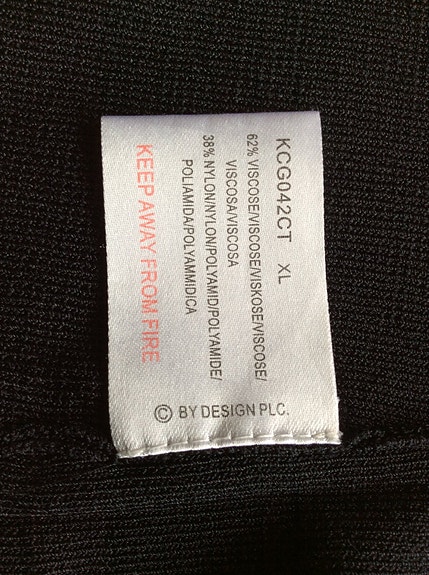 KCG042CT XL
62% VISCOSE/VISCOSE/VISKOSE/VISCOSE/
VISCOSA/VISCOSA
38% NYLON/NYLON/POLYAMID/POLYAMIDE/
POLIAMIDA/POLYAMMIDICA
KEEP AWAY FROM FIRE
© BY DESIGN PLC.